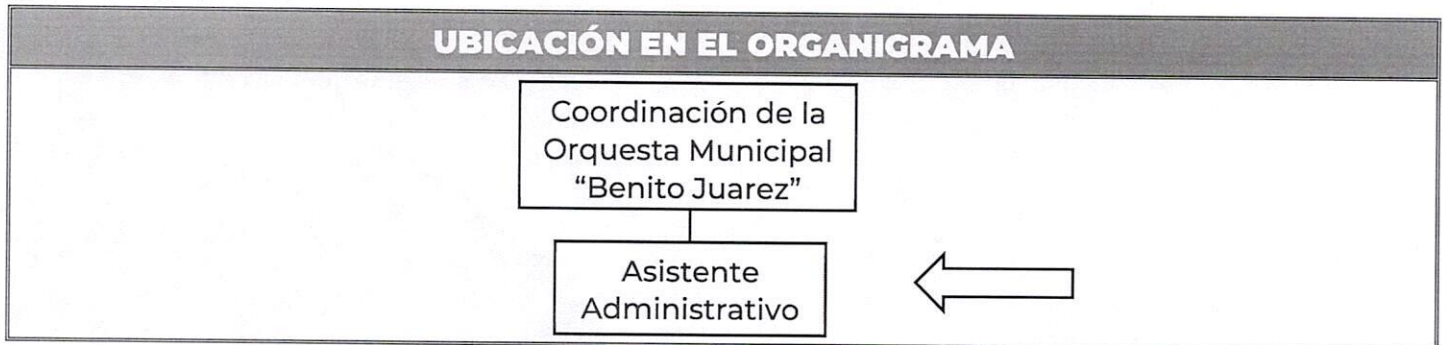 UBICACIÓN EN EL ORGANIGRAMA
Coordinación de la
Orquesta Municipal
“Benito Juarez”
Asistente
Administrativo